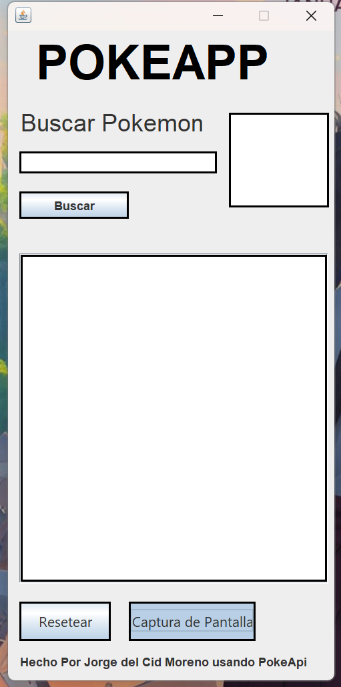 POKEAPP
Buscar Pokemon
Buscar
Resetear
Captura de Pantalla
Hecho Por Jorge del Cid Moreno usando PokeApi